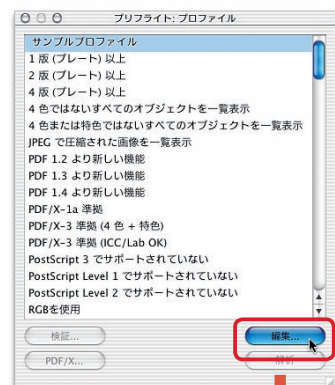 プリフライト: プロファイル
サンプルプロファイル
1 版 (プレート) 以上
2 版 (プレート) 以上
4 版 (プレート) 以上
4 色ではないすべてのオブジェクトを一覧表示
4 色または特色ではないすべてのオブジェクトを一覧表示
JPEG で圧縮された画像を一覧表示
PDF 1.2 より新しい機能
PDF 1.3 より新しい機能
PDF 1.4 より新しい機能
PDF/X-1a 準拠
PDF/X-3 準拠 (4 色 + 特色)
PDF/X-3 準拠 (ICC/Lab OK)
PostScript 3 でサポートされていない
PostScript Level 1 でサポートされていない
PostScript Level 2 でサポートされていない
RGBを使用
検証... 編集...
PDF/X... 解析